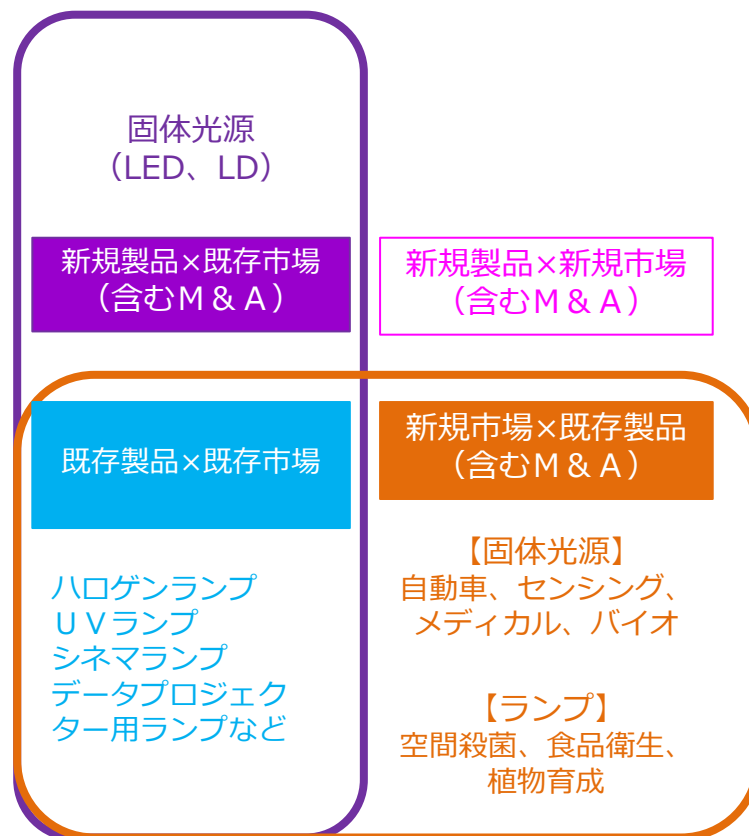 固体光源
（LED、LD）
新規製品×既存市場
（含むＭ＆Ａ）
新規製品×新規市場
（含むＭ＆Ａ）
既存製品×既存市場
新規市場×既存製品
（含むＭ＆Ａ）
ハロゲンランプ
ＵＶランプ
シネマランプ
データプロジェク
ター用ランプなど
【固体光源】
自動車、センシング、
メディカル、バイオ
【ランプ】
空間殺菌、食品衛生、
植物育成